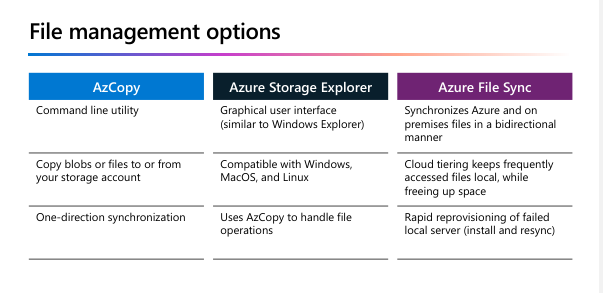 File management options
AzCopy
Azure Storage Explorer
Azure File Sync
Command line utility
Graphical user interface
(similar to Windows Explorer)
Synchronizes Azure and on
premises files in a bidirectional
manner
Copy blobs or files to or from
your storage account
Compatible with Windows,
MacOS, and Linux
Cloud tiering keeps frequently
accessed files local, while
freeing up space
One-direction synchronization
Uses AzCopy to handle file
operations
Rapid reprovisioning of failed
local server (install and resync)